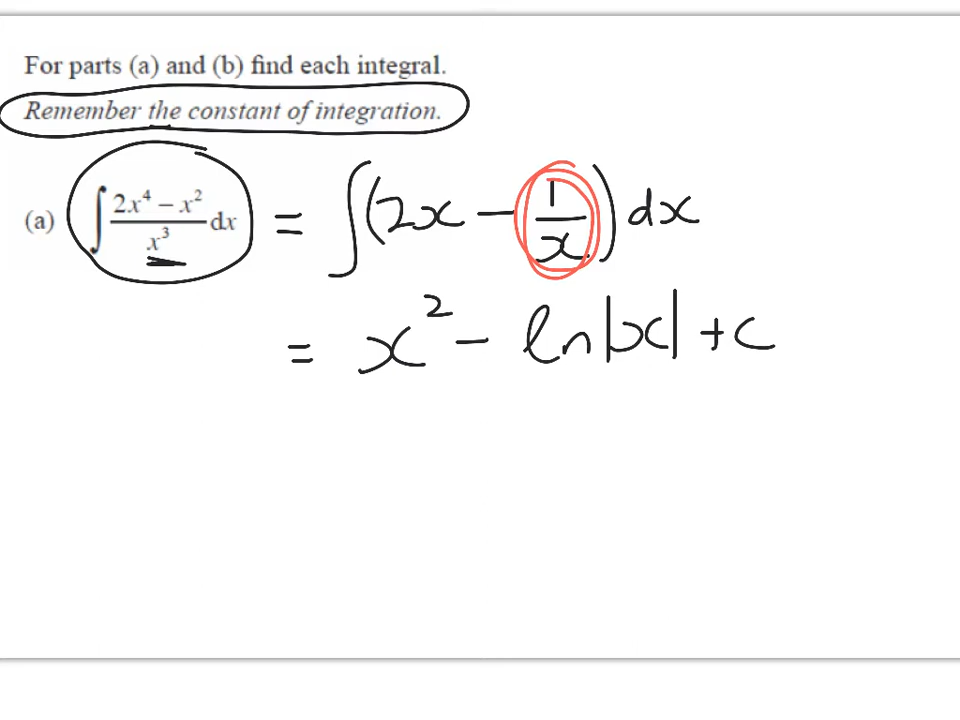 For parts (a) and (b) find each integral.
Remember the constant of integration.
(a) ∫ (2x⁴ – x²)/x³ dx = ∫(2x – 1/x) dx
= x² – ln|x| + c